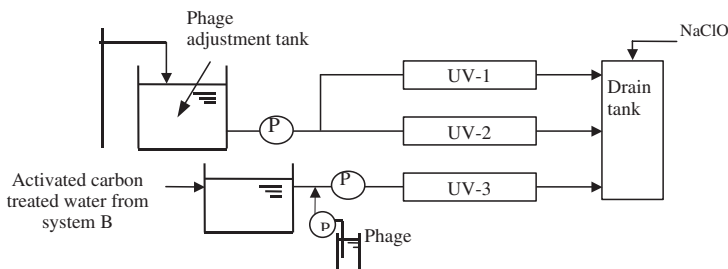 Phage
adjustment tank
NaClO
UV-1
Drain
tank
P
UV-2
Activated carbon
treated water from
system B
P
UV-3
P
Phage